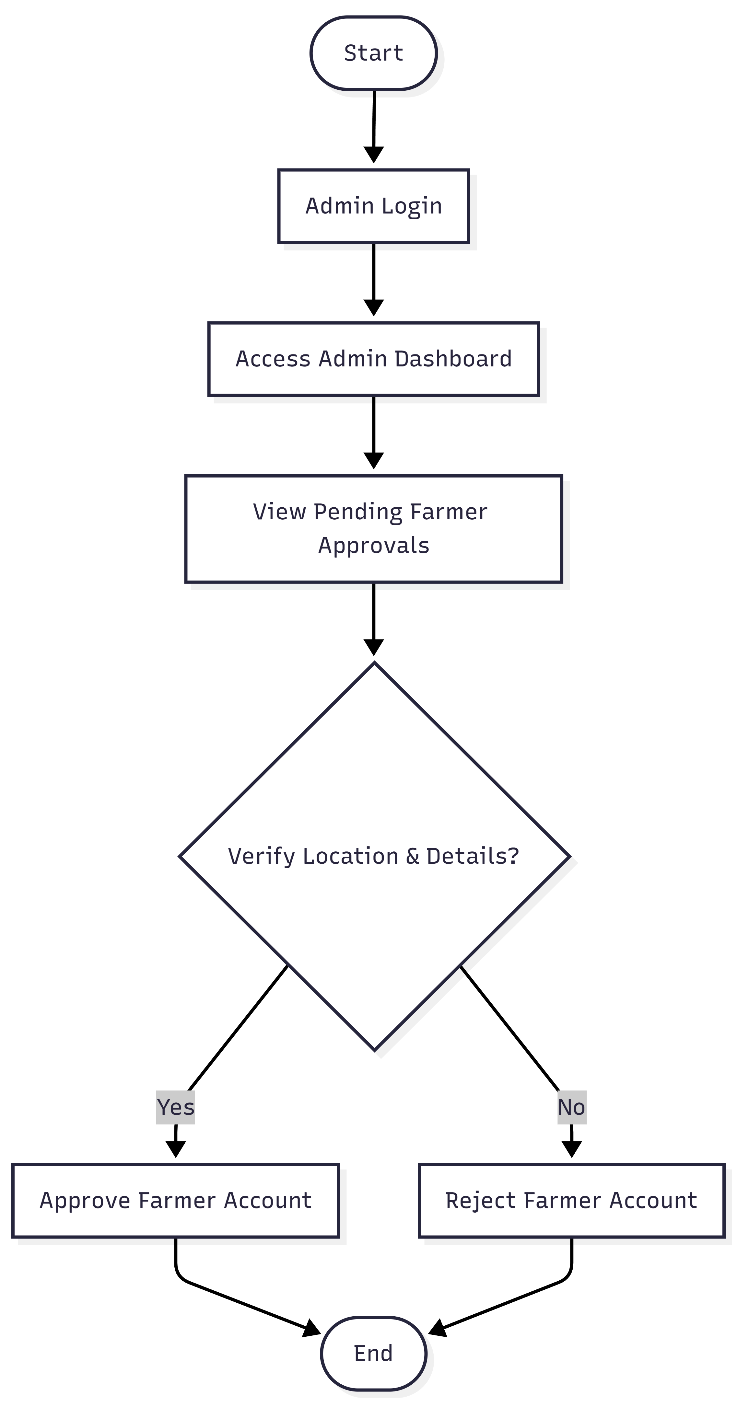 Start
Admin Login
Access Admin Dashboard
View Pending Farmer
Approvals
Verify Location & Details?
Yes
No
Approve Farmer Account
Reject Farmer Account
End